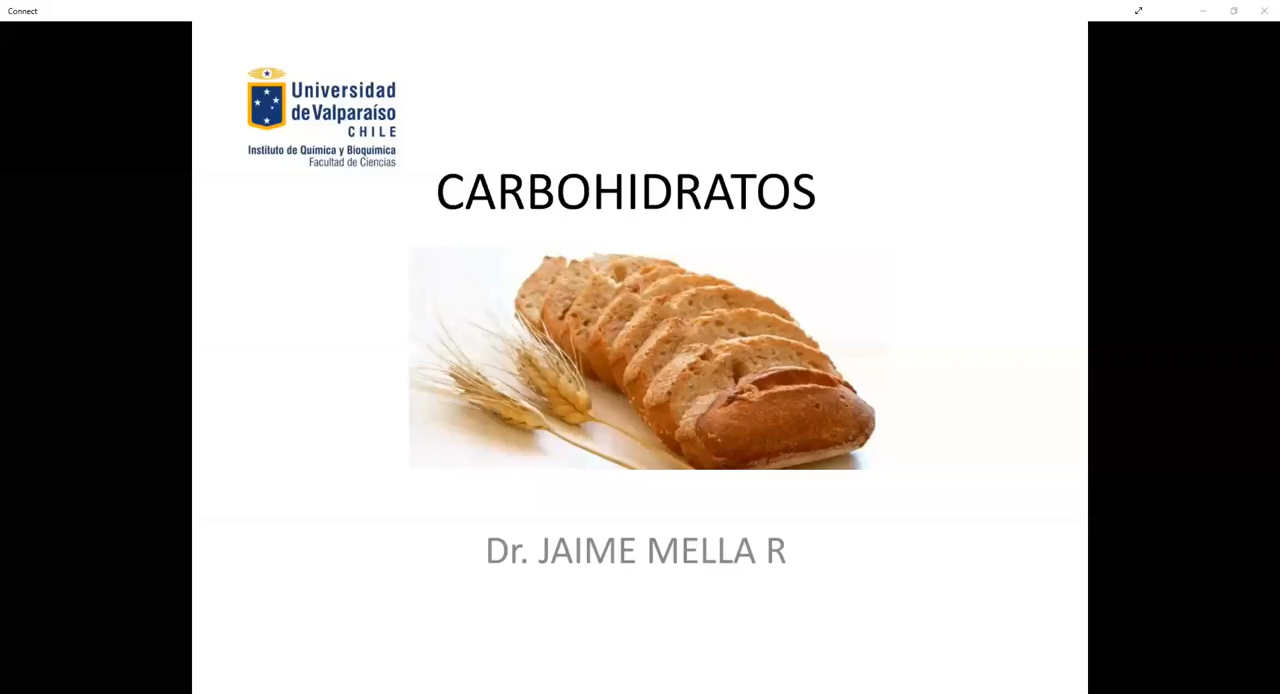 Connect
Universidad
de Valparaíso
CHILE
Instituto de Química y Bioquímica
Facultad de Ciencias
CARBOHIDRATOS
Dr. JAIME MELLA R